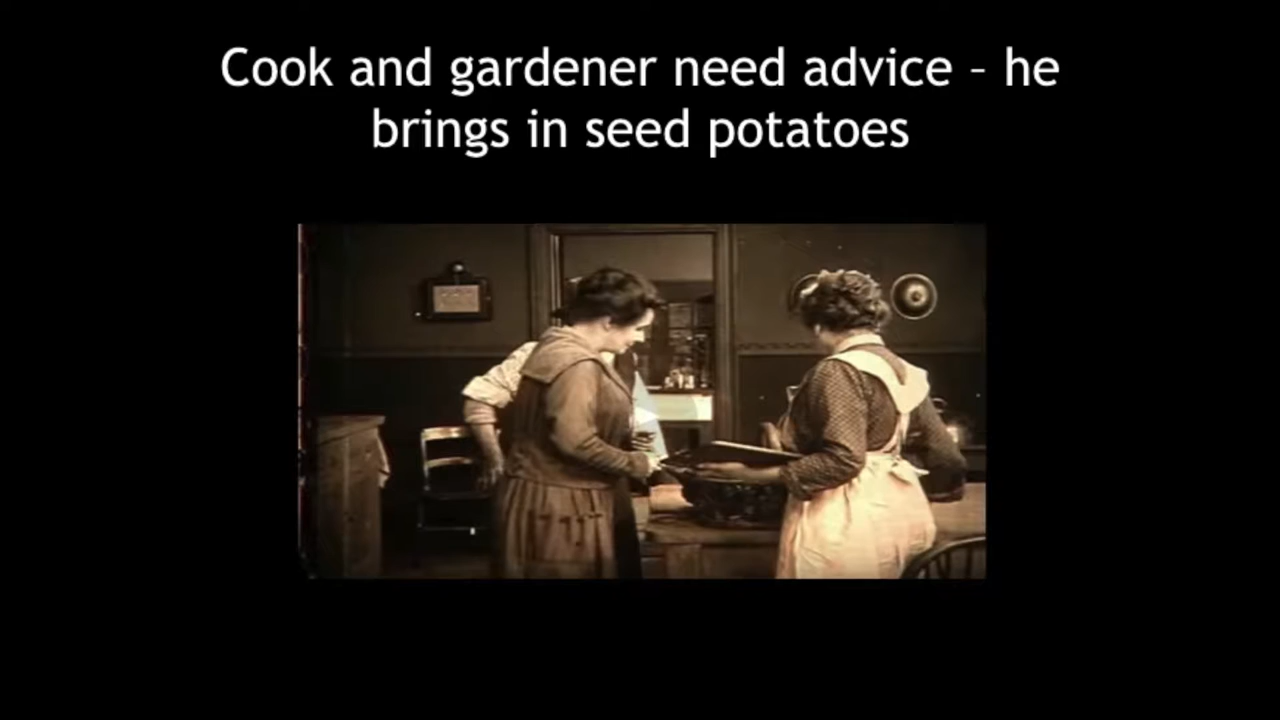 Cook and gardener need advice – he
brings in seed potatoes